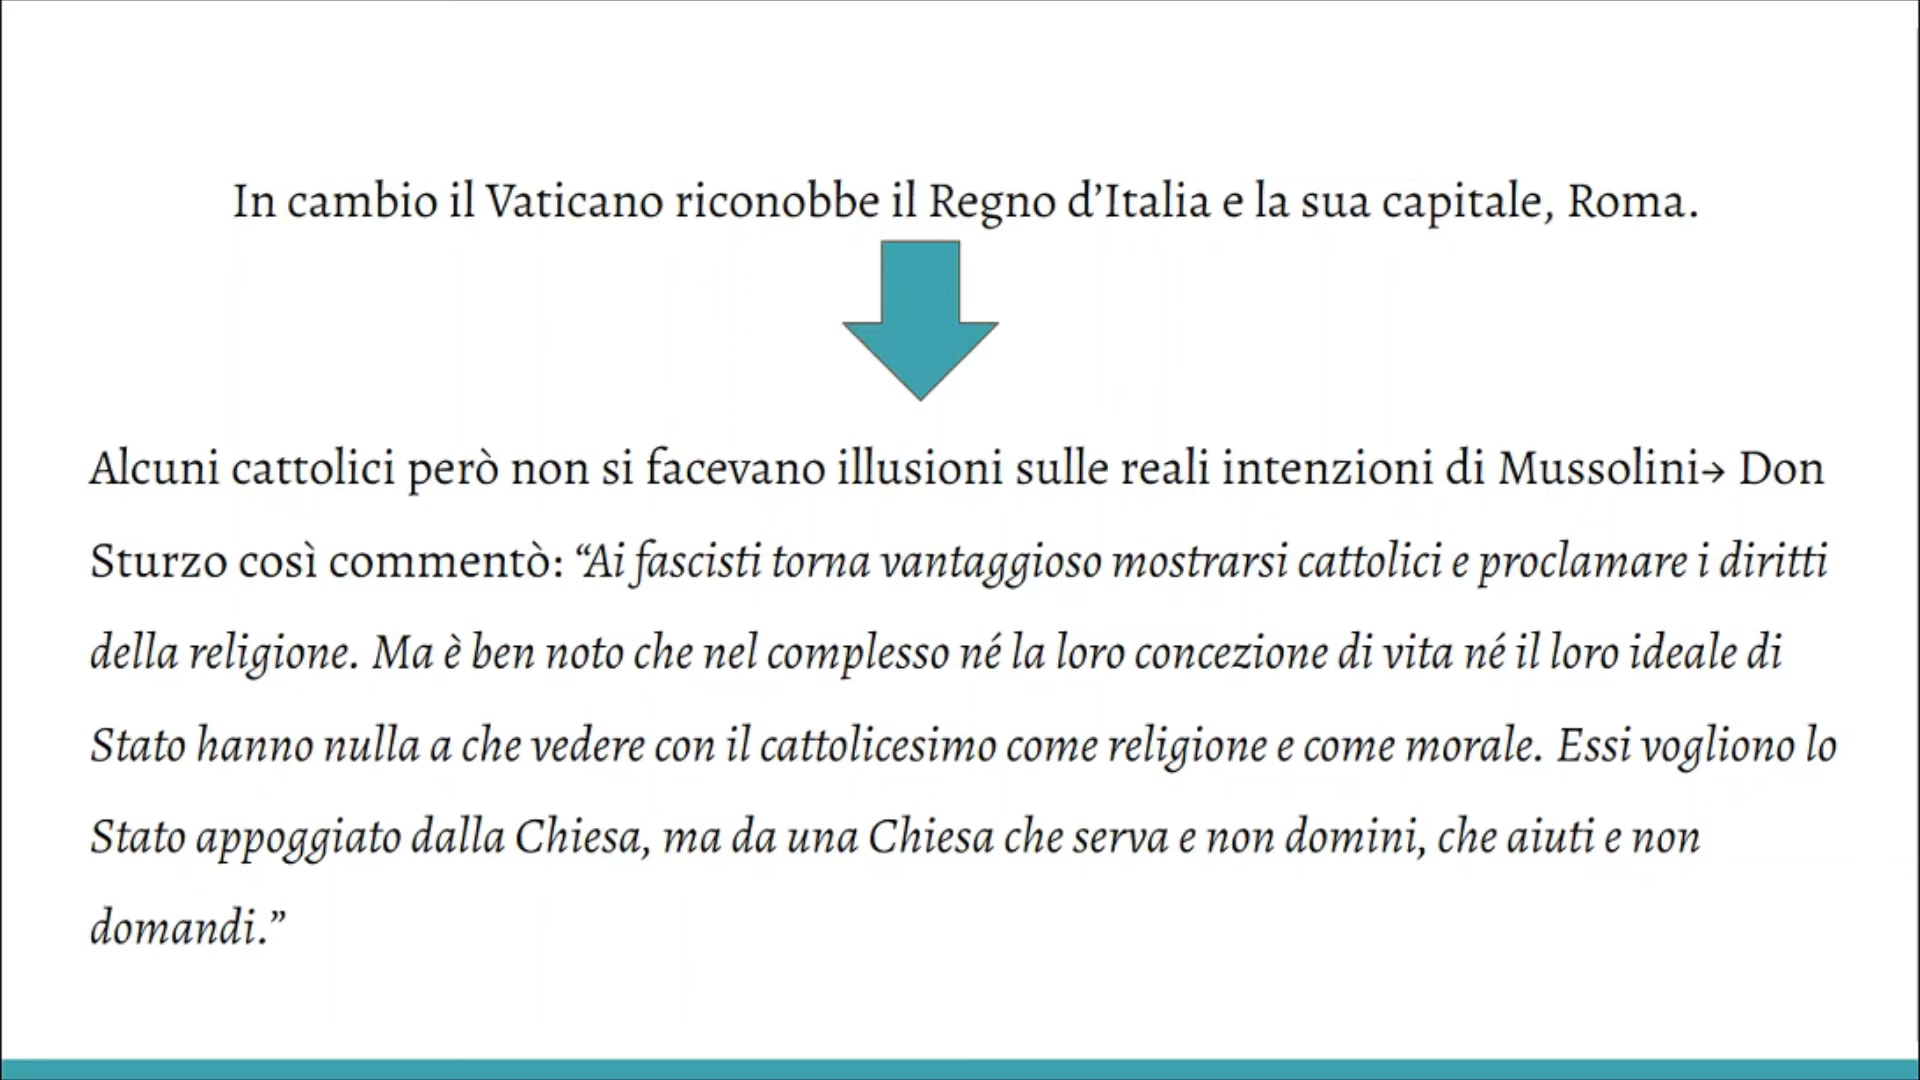 In cambio il Vaticano riconobbe il Regno d’Italia e la sua capitale, Roma.
Alcuni cattolici però non si facevano illusioni sulle reali intenzioni di Mussolini→ Don
Sturzo così commentò: “Ai fascisti torna vantaggioso mostrarsi cattolici e proclamare i diritti
della religione. Ma è ben noto che nel complesso né la loro concezione di vita né il loro ideale di
Stato hanno nulla a che vedere con il cattolicesimo come religione e come morale. Essi vogliono lo
Stato appoggiato dalla Chiesa, ma da una Chiesa che serva e non domini, che aiuti e non
domandi.”